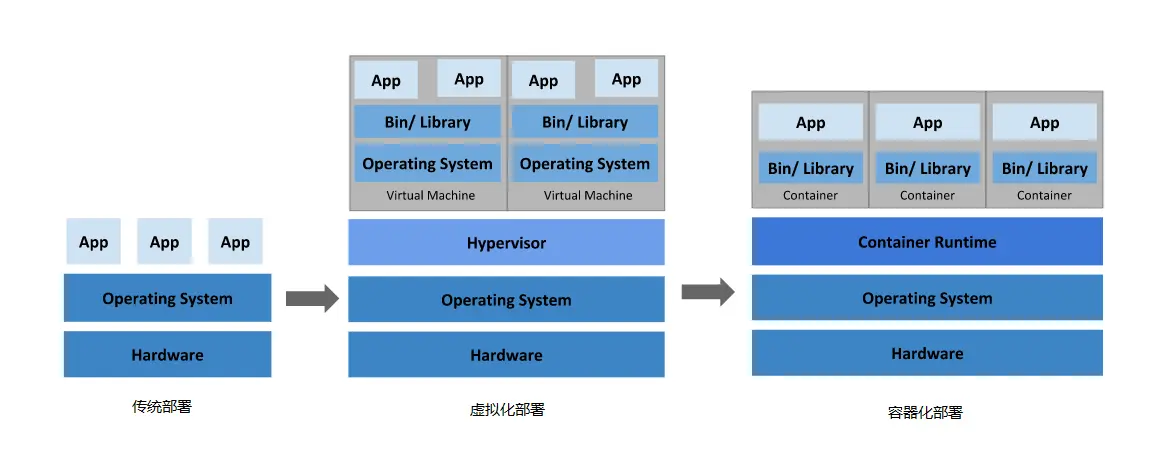 App
App
App
Operating System
Hardware
传统部署
App
App
Bin/ Library
Operating System
Virtual Machine
App
App
Bin/ Library
Operating System
Virtual Machine
Hypervisor
Operating System
Hardware
虚拟化部署
App
Bin/ Library
Container
App
Bin/ Library
Container
App
Bin/ Library
Container
Container Runtime
Operating System
Hardware
容器化部署